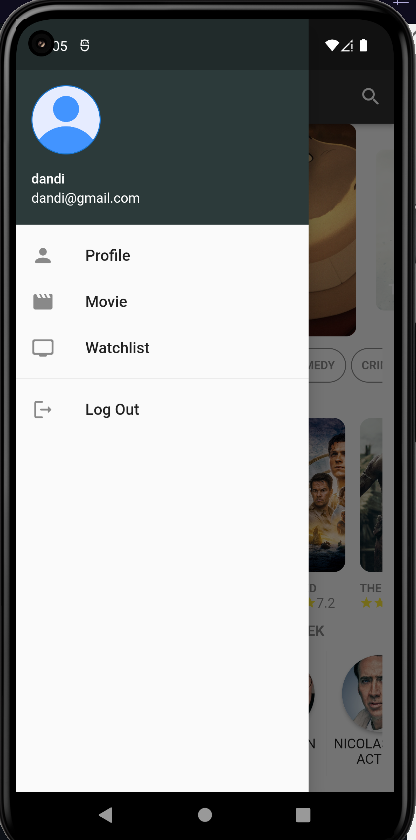 05
dandi
dandi@gmail.com
Profile
Movie
Watchlist
MEDY
CRI
Log Out
D
THE
7.2
EK
N
NICOLA
ACT